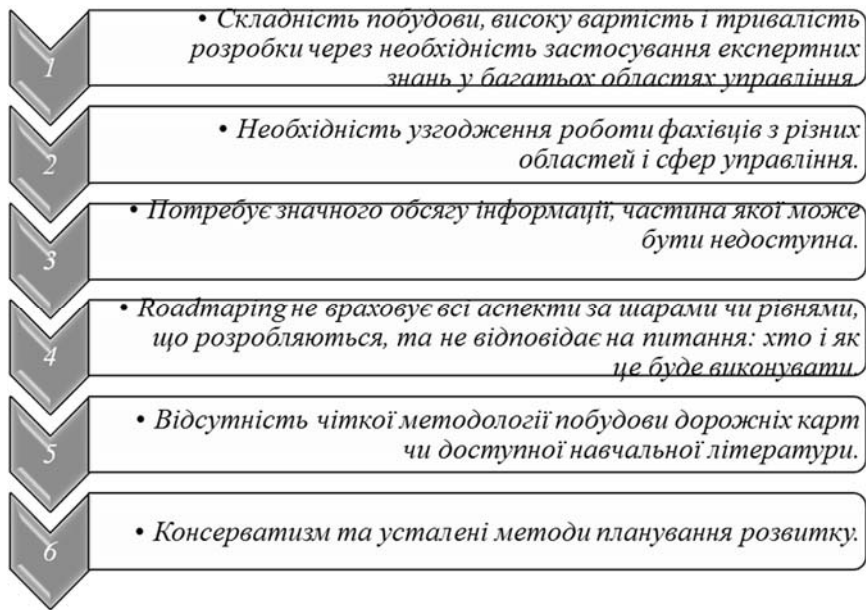 1
• Складність побудови, високу вартість і тривалість
розробки через необхідність застосування експертних
знань у багатьох областях управління.
2
• Необхідність узгодження роботи фахівців з різних
областей і сфер управління.
3
• Потребує значного обсягу інформації, частина якої може
бути недоступна.
4
• Roadmaping не враховує всі аспекти за шарами чи рівнями,
що розробляються, та не відповідає на питання: хто і як
це буде виконувати.
5
• Відсутність чіткої методології побудови дорожніх карт
чи доступної навчальної літератури.
6
• Консерватизм та усталені методи планування розвитку.